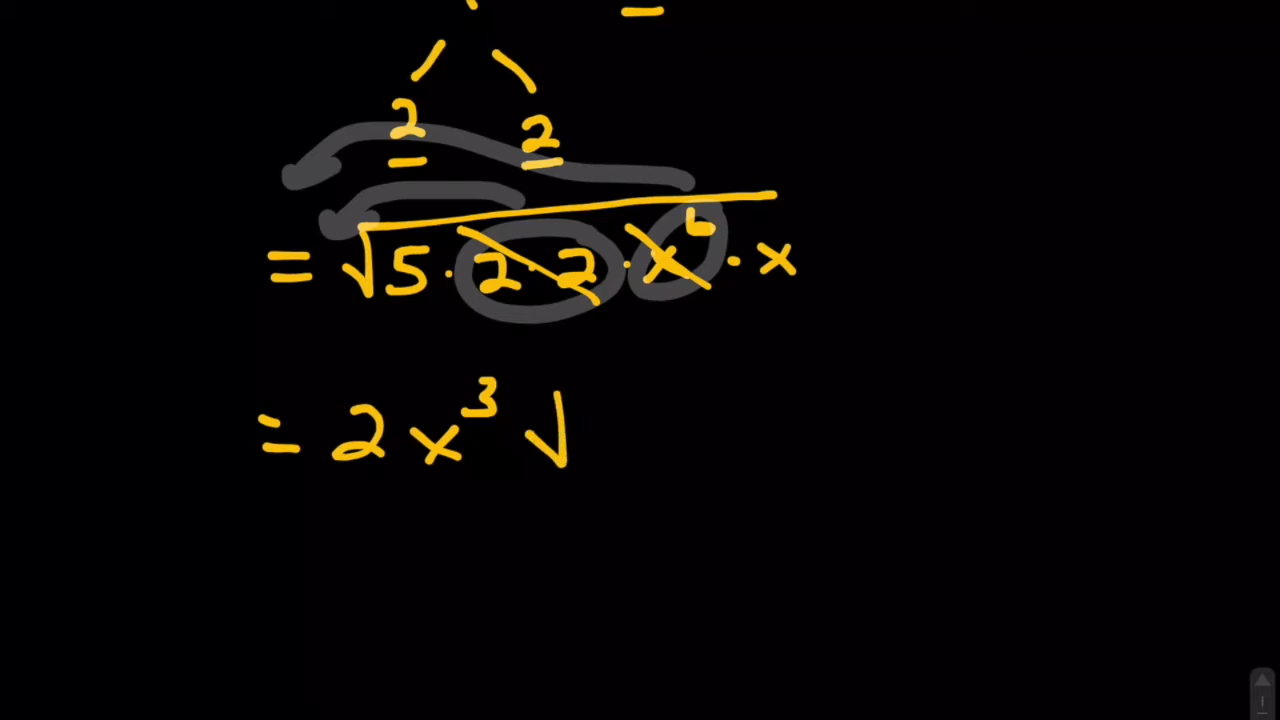 2 2
= √5 · 2 · 2 · x⁶ · x
= 2x³ √